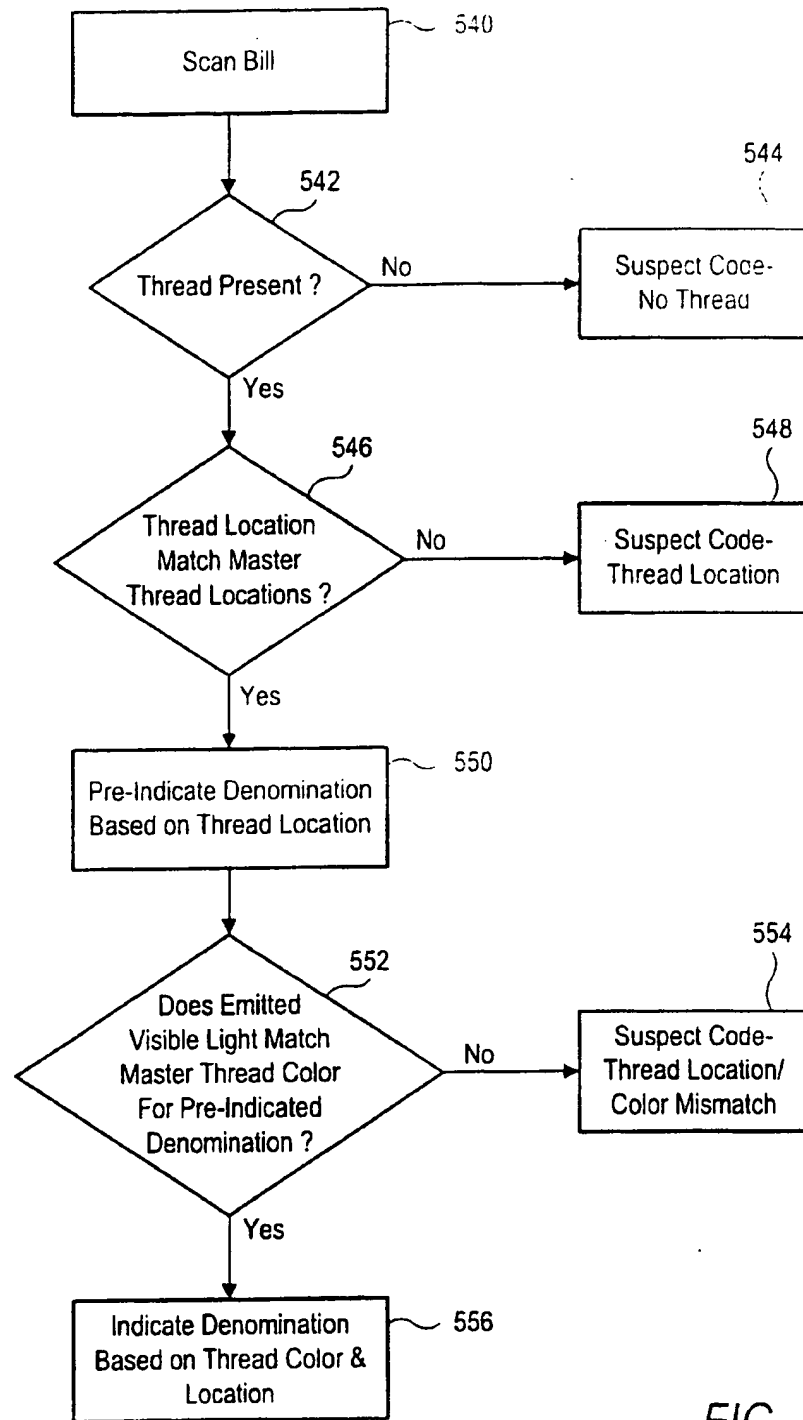 Scan Bill
540
542
Thread Present ?
No
544
Suspect Code-
No Thread
Yes
546
Thread Location
Match Master
Thread Locations ?
No
548
Suspect Code-
Thread Location
Yes
550
Pre-Indicate Denomination
Based on Thread Location
552
Does Emitted
Visible Light Match
Master Thread Color
For Pre-Indicated
Denomination ?
No
554
Suspect Code-
Thread Location/
Color Mismatch
Yes
Indicate Denomination
Based on Thread Color &
Location
556
FIG